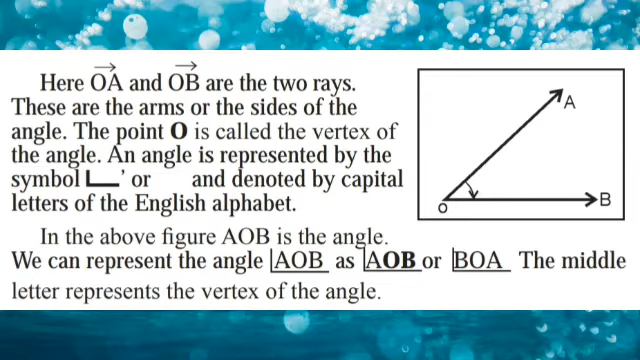 Here OA and OB are the two rays.
These are the arms or the sides of the
angle. The point O is called the vertex of
the angle. An angle is represented by the
symbol ∟' or and denoted by capital
letters of the English alphabet.
In the above figure AOB is the angle.
We can represent the angle AOB as AOB or BOA The middle
letter represents the vertex of the angle.
A
O
B